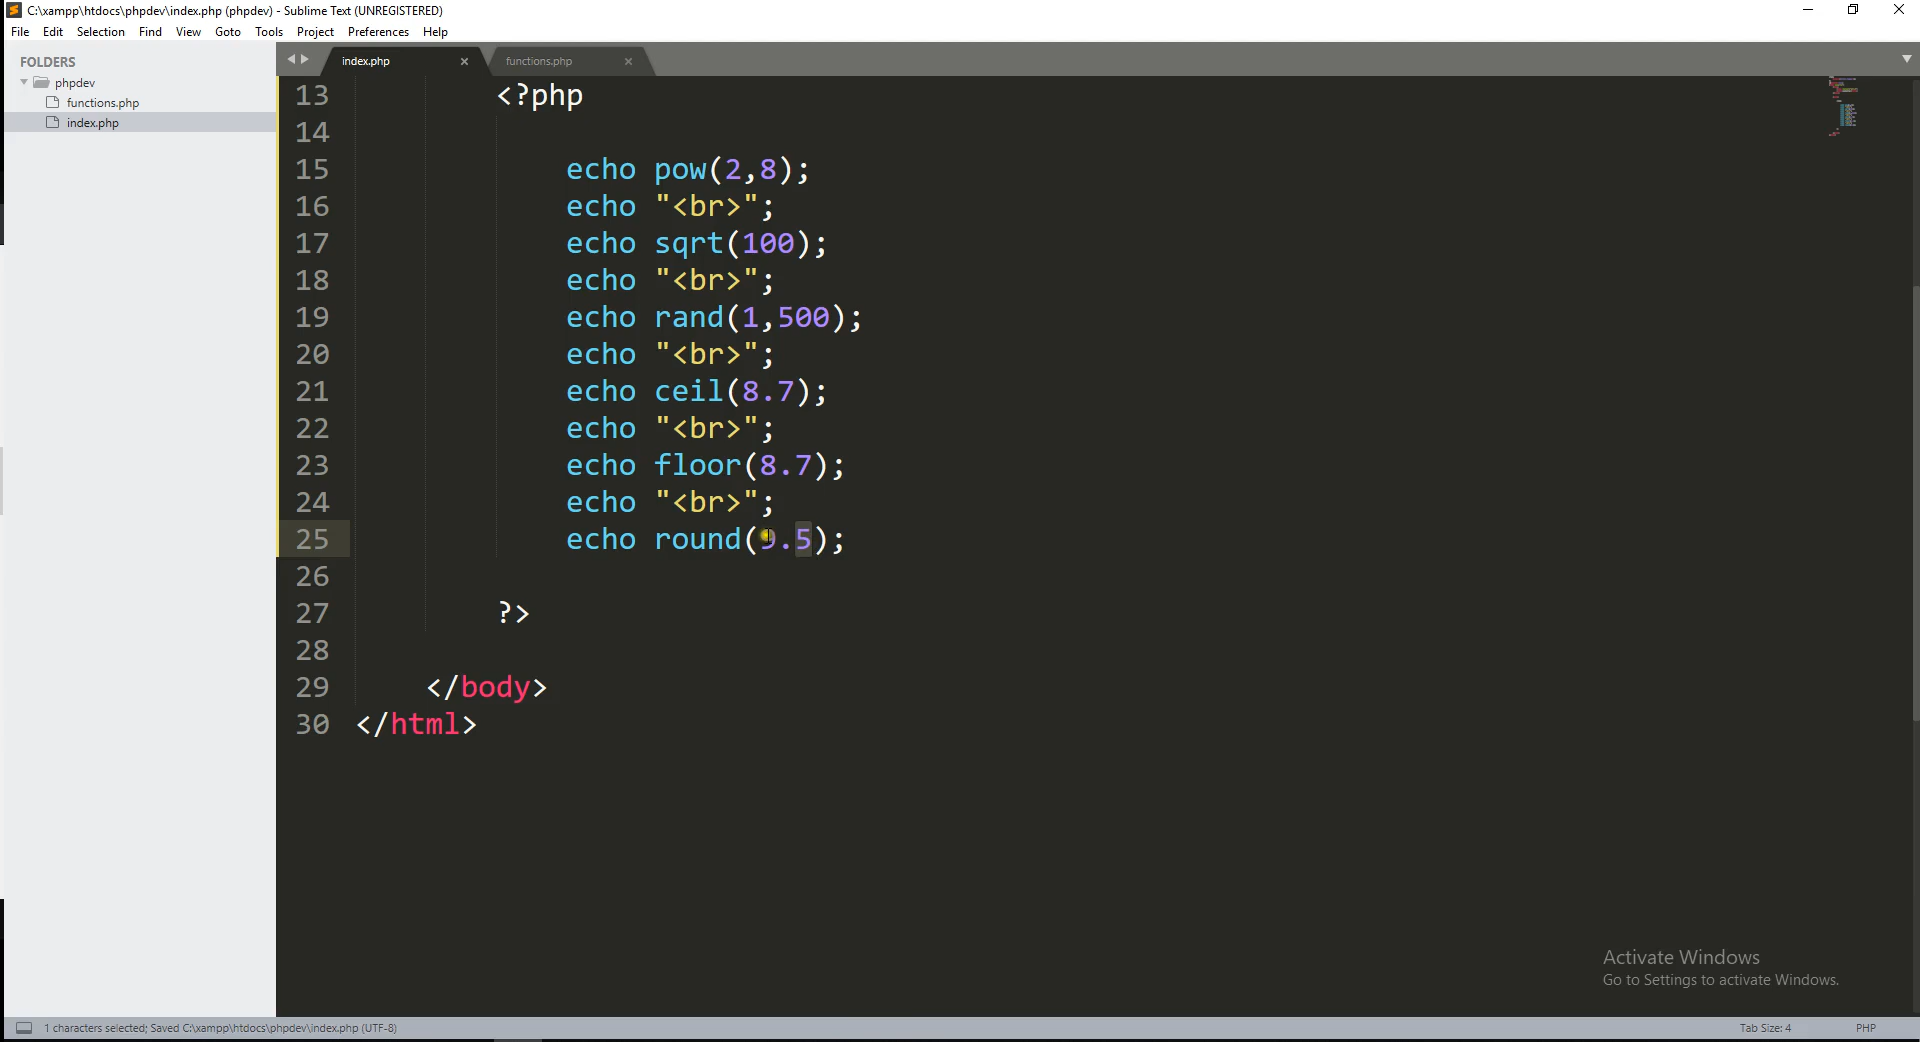 C:\xampp\htdocs\phpdev\index.php (phpdev) - Sublime Text (UNREGISTERED)
File Edit Selection Find View Goto Tools Project Preferences Help
FOLDERS
phpdev
functions.php
index.php
index.php functions.php
13 <?php
14
15 echo pow(2,8);
16 echo "<br>";
17 echo sqrt(100);
18 echo "<br>";
19 echo rand(1,500);
20 echo "<br>";
21 echo ceil(8.7);
22 echo "<br>";
23 echo floor(8.7);
24 echo "<br>";
25 echo round(9.5);
26
27 ?>
28
29 </body>
30 </html>
Activate Windows
Go to Settings to activate Windows.
1 characters selected; Saved C:\xampp\htdocs\phpdev\index.php (UTF-8) Tab Size: 4 PHP